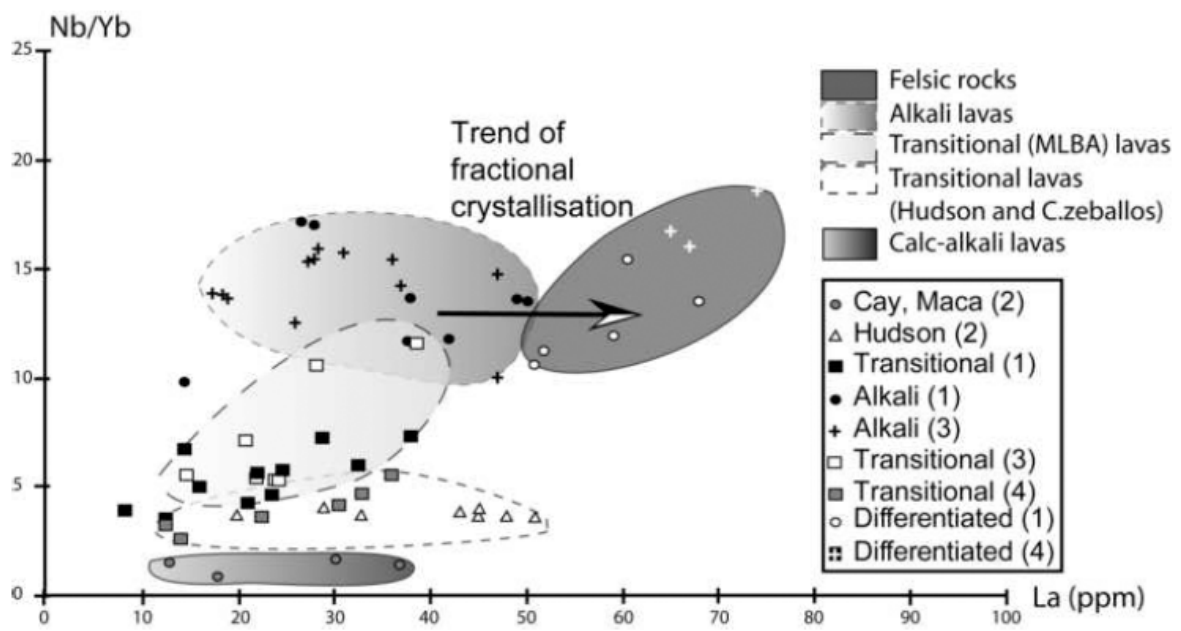 Nb/Yb
25
20
15
10
5
0
0 10 20 30 40 50 60 70 80 90 100
La (ppm)
Trend of
fractional
crystallisation
Felsic rocks
Alkali lavas
Transitional (MLBA) lavas
Transitional lavas
(Hudson and C.zeballos)
Calc-alkali lavas
Cay, Maca (2)
Hudson (2)
Transitional (1)
Alkali (1)
Alkali (3)
Transitional (3)
Transitional (4)
Differentiated (1)
Differentiated (4)